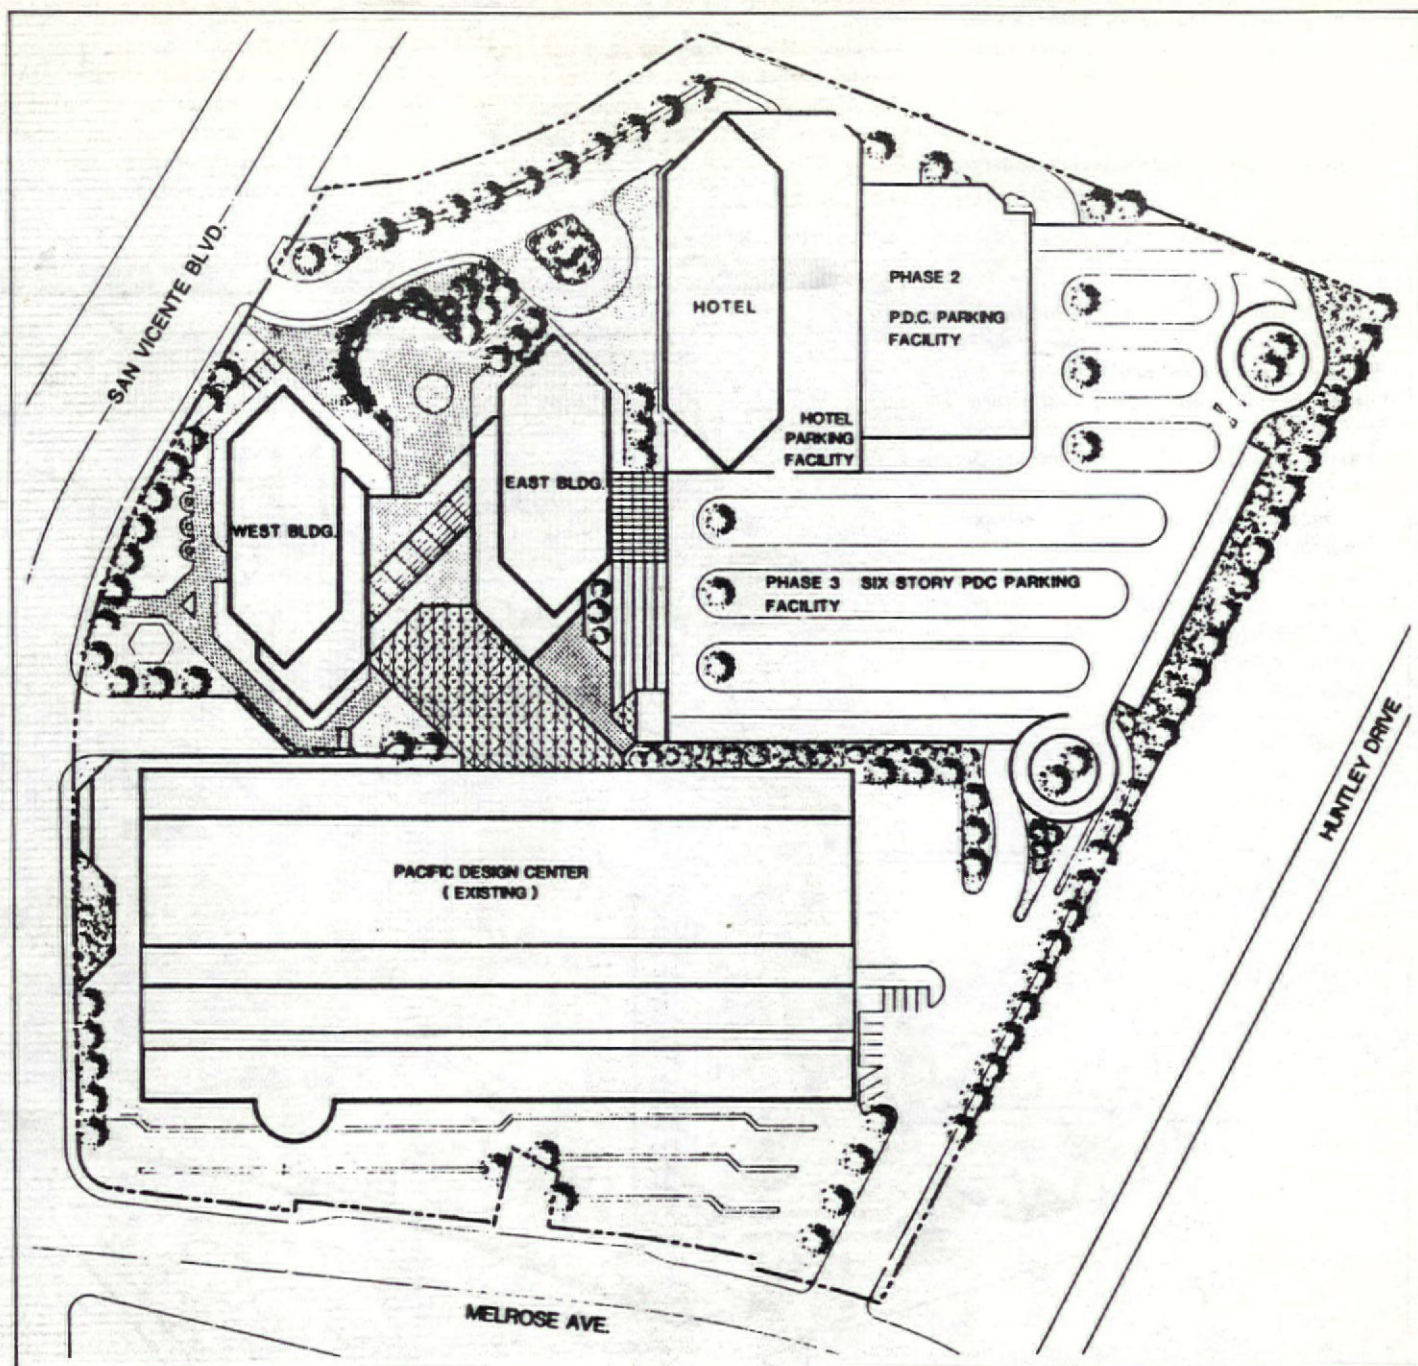 SAN VICENTE BLVD.
HOTEL
PHASE 2
P.D.C. PARKING
FACILITY
HOTEL
PARKING
FACILITY
EAST BLDG.
WEST BLDG.
PHASE 3 SIX STORY PDC PARKING
FACILITY
HUNTLEY DRIVE
PACIFIC DESIGN CENTER
( EXISTING )
MELROSE AVE.